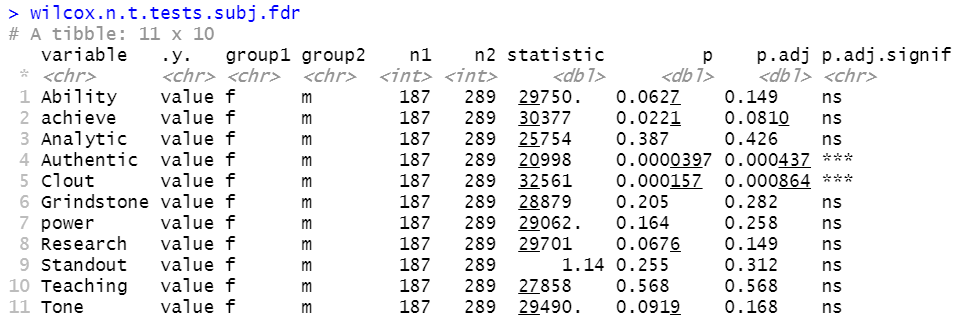 > wilcox.n.t.tests.subj.fdr
# A tibble: 11 x 10
variable .y. group1 group2 n1 n2 statistic p p.adj p.adj.signif
* <chr> <chr> <chr> <chr> <int> <int> <dbl> <dbl> <dbl> <chr>
1 Ability value f m 187 289 29750. 0.0627 0.149 ns
2 achieve value f m 187 289 30377 0.0221 0.0810 ns
3 Analytic value f m 187 289 25754 0.387 0.426 ns
4 Authentic value f m 187 289 20998 0.0000397 0.000437 ***
5 Clout value f m 187 289 32561 0.000157 0.000864 ***
6 Grindstone value f m 187 289 28879 0.205 0.282 ns
7 power value f m 187 289 29062. 0.164 0.258 ns
8 Research value f m 187 289 29701 0.0676 0.149 ns
9 Standout value f m 187 289 1.14 0.255 0.312 ns
10 Teaching value f m 187 289 27858 0.568 0.568 ns
11 Tone value f m 187 289 29490. 0.0919 0.168 ns